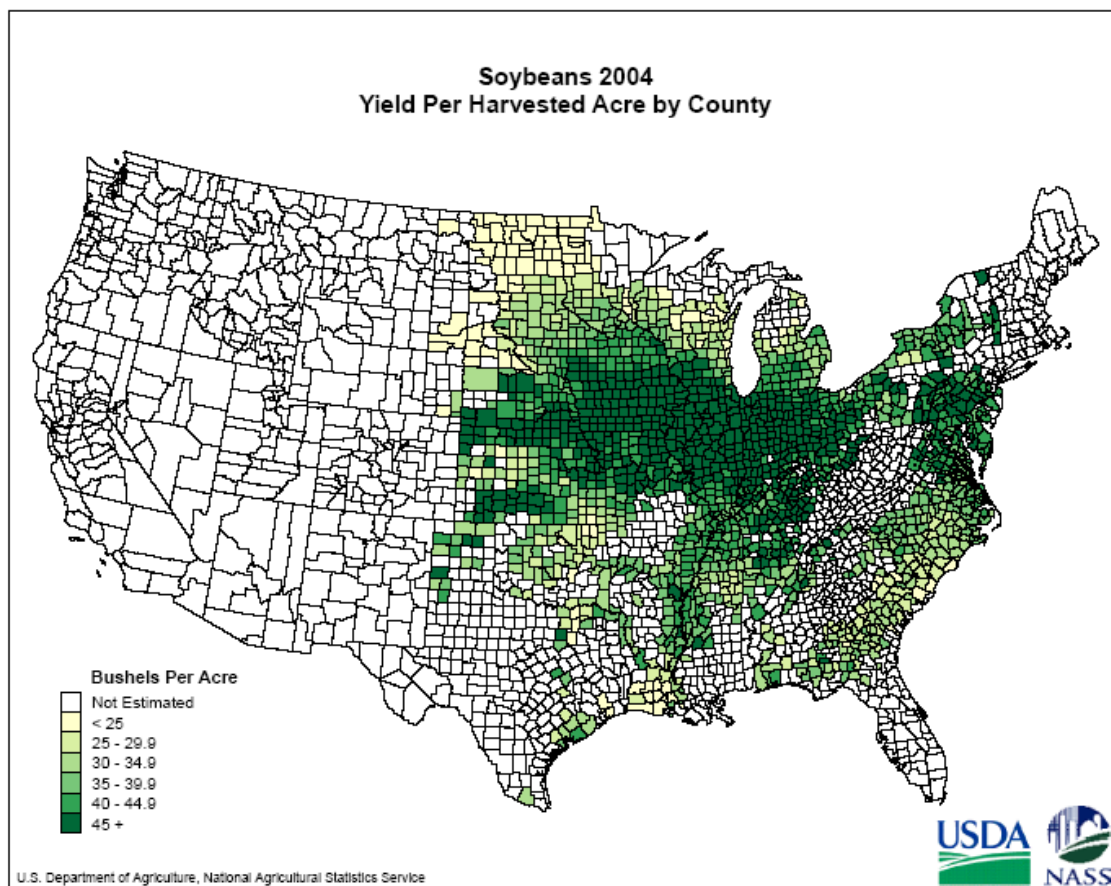 Soybeans 2004
Yield Per Harvested Acre by County
Bushels Per Acre
Not Estimated
< 25
25 - 29.9
30 - 34.9
35 - 39.9
40 - 44.9
45 +
U.S. Department of Agriculture, National Agricultural Statistics Service
USDA
NASS